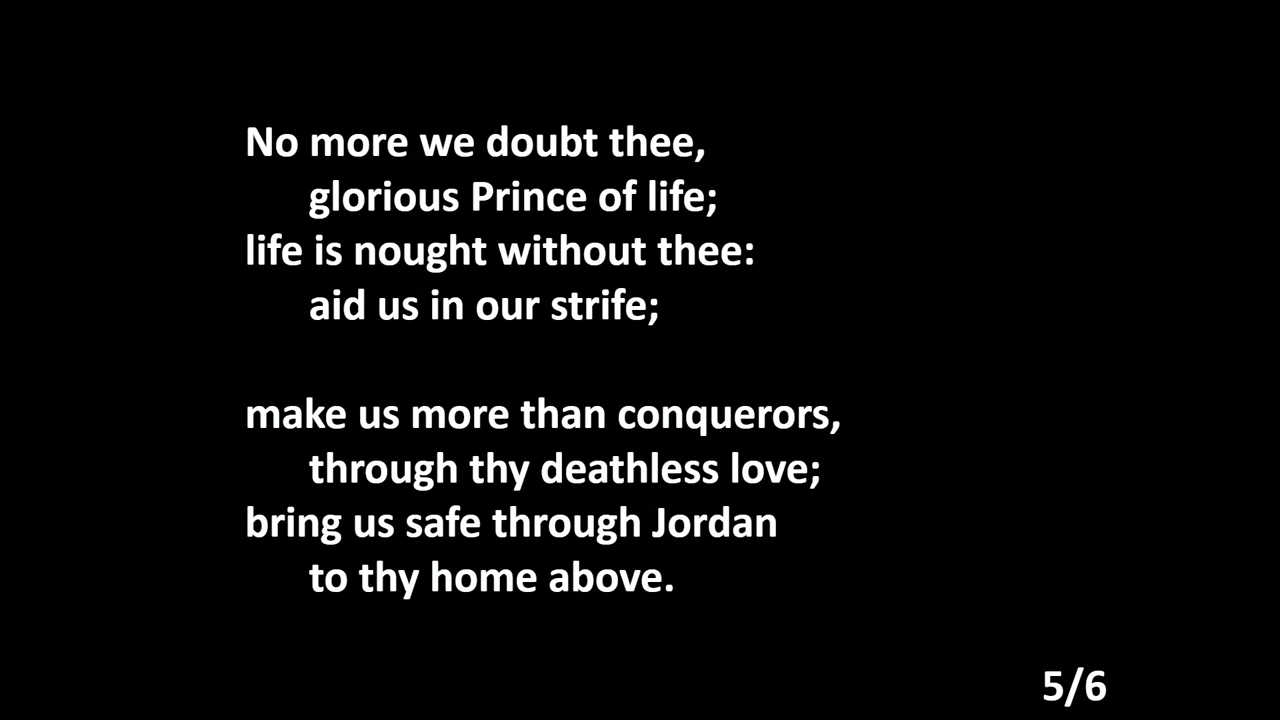 No more we doubt thee,
glorious Prince of life;
life is nought without thee:
aid us in our strife;
make us more than conquerors,
through thy deathless love;
bring us safe through Jordan
to thy home above.
5/6